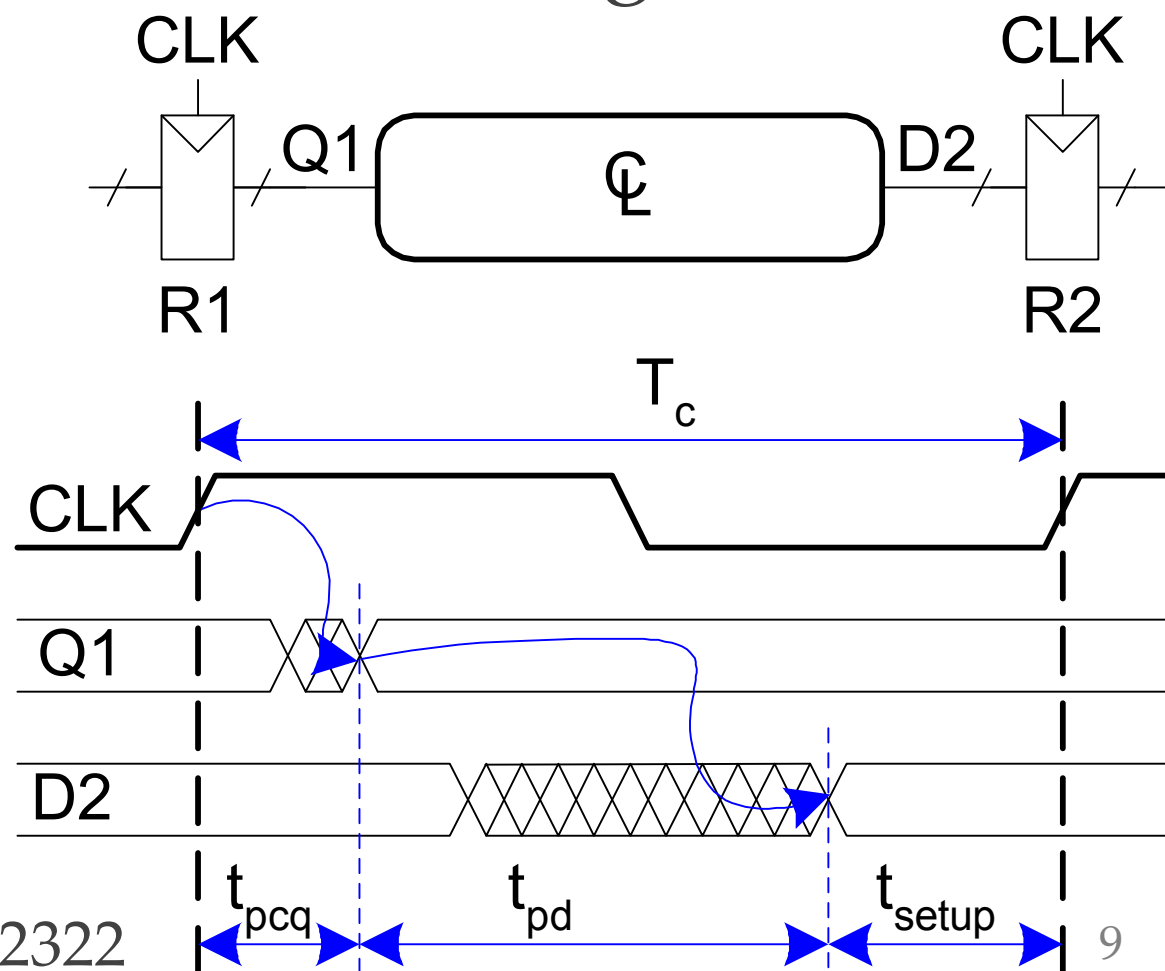 CLK CLK
Q1 CL D2
R1 R2
Tc
CLK
Q1
D2
tpcq tpd tsetup
2322 9